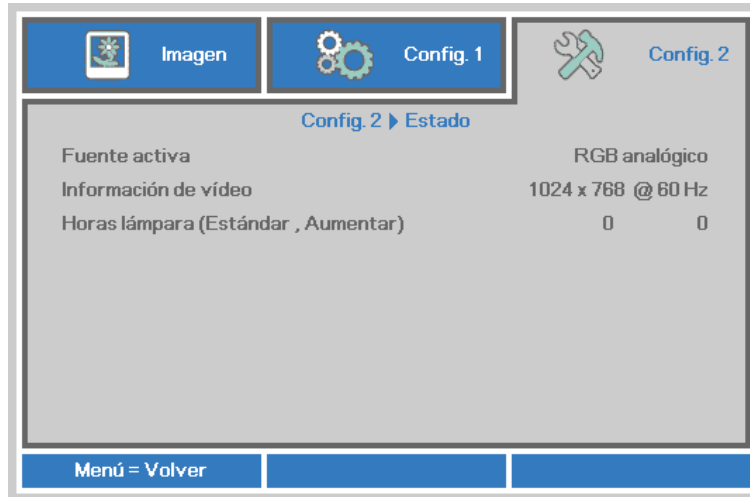 Imagen Config. 1 Config. 2
Config. 2 Estado
Fuente activa RGB analógico
Información de vídeo 1024 x 768 @ 60 Hz
Horas lámpara (Estándar , Aumentar) 0 0
Menú = Volver